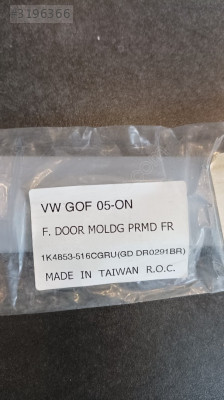 #3196366
VW GOF 05-ON
F. DOOR MOLDG PRMD FR
1K4853-516CGRU(GD DR0291BR)
MADE IN TAIWAN R.O.C.